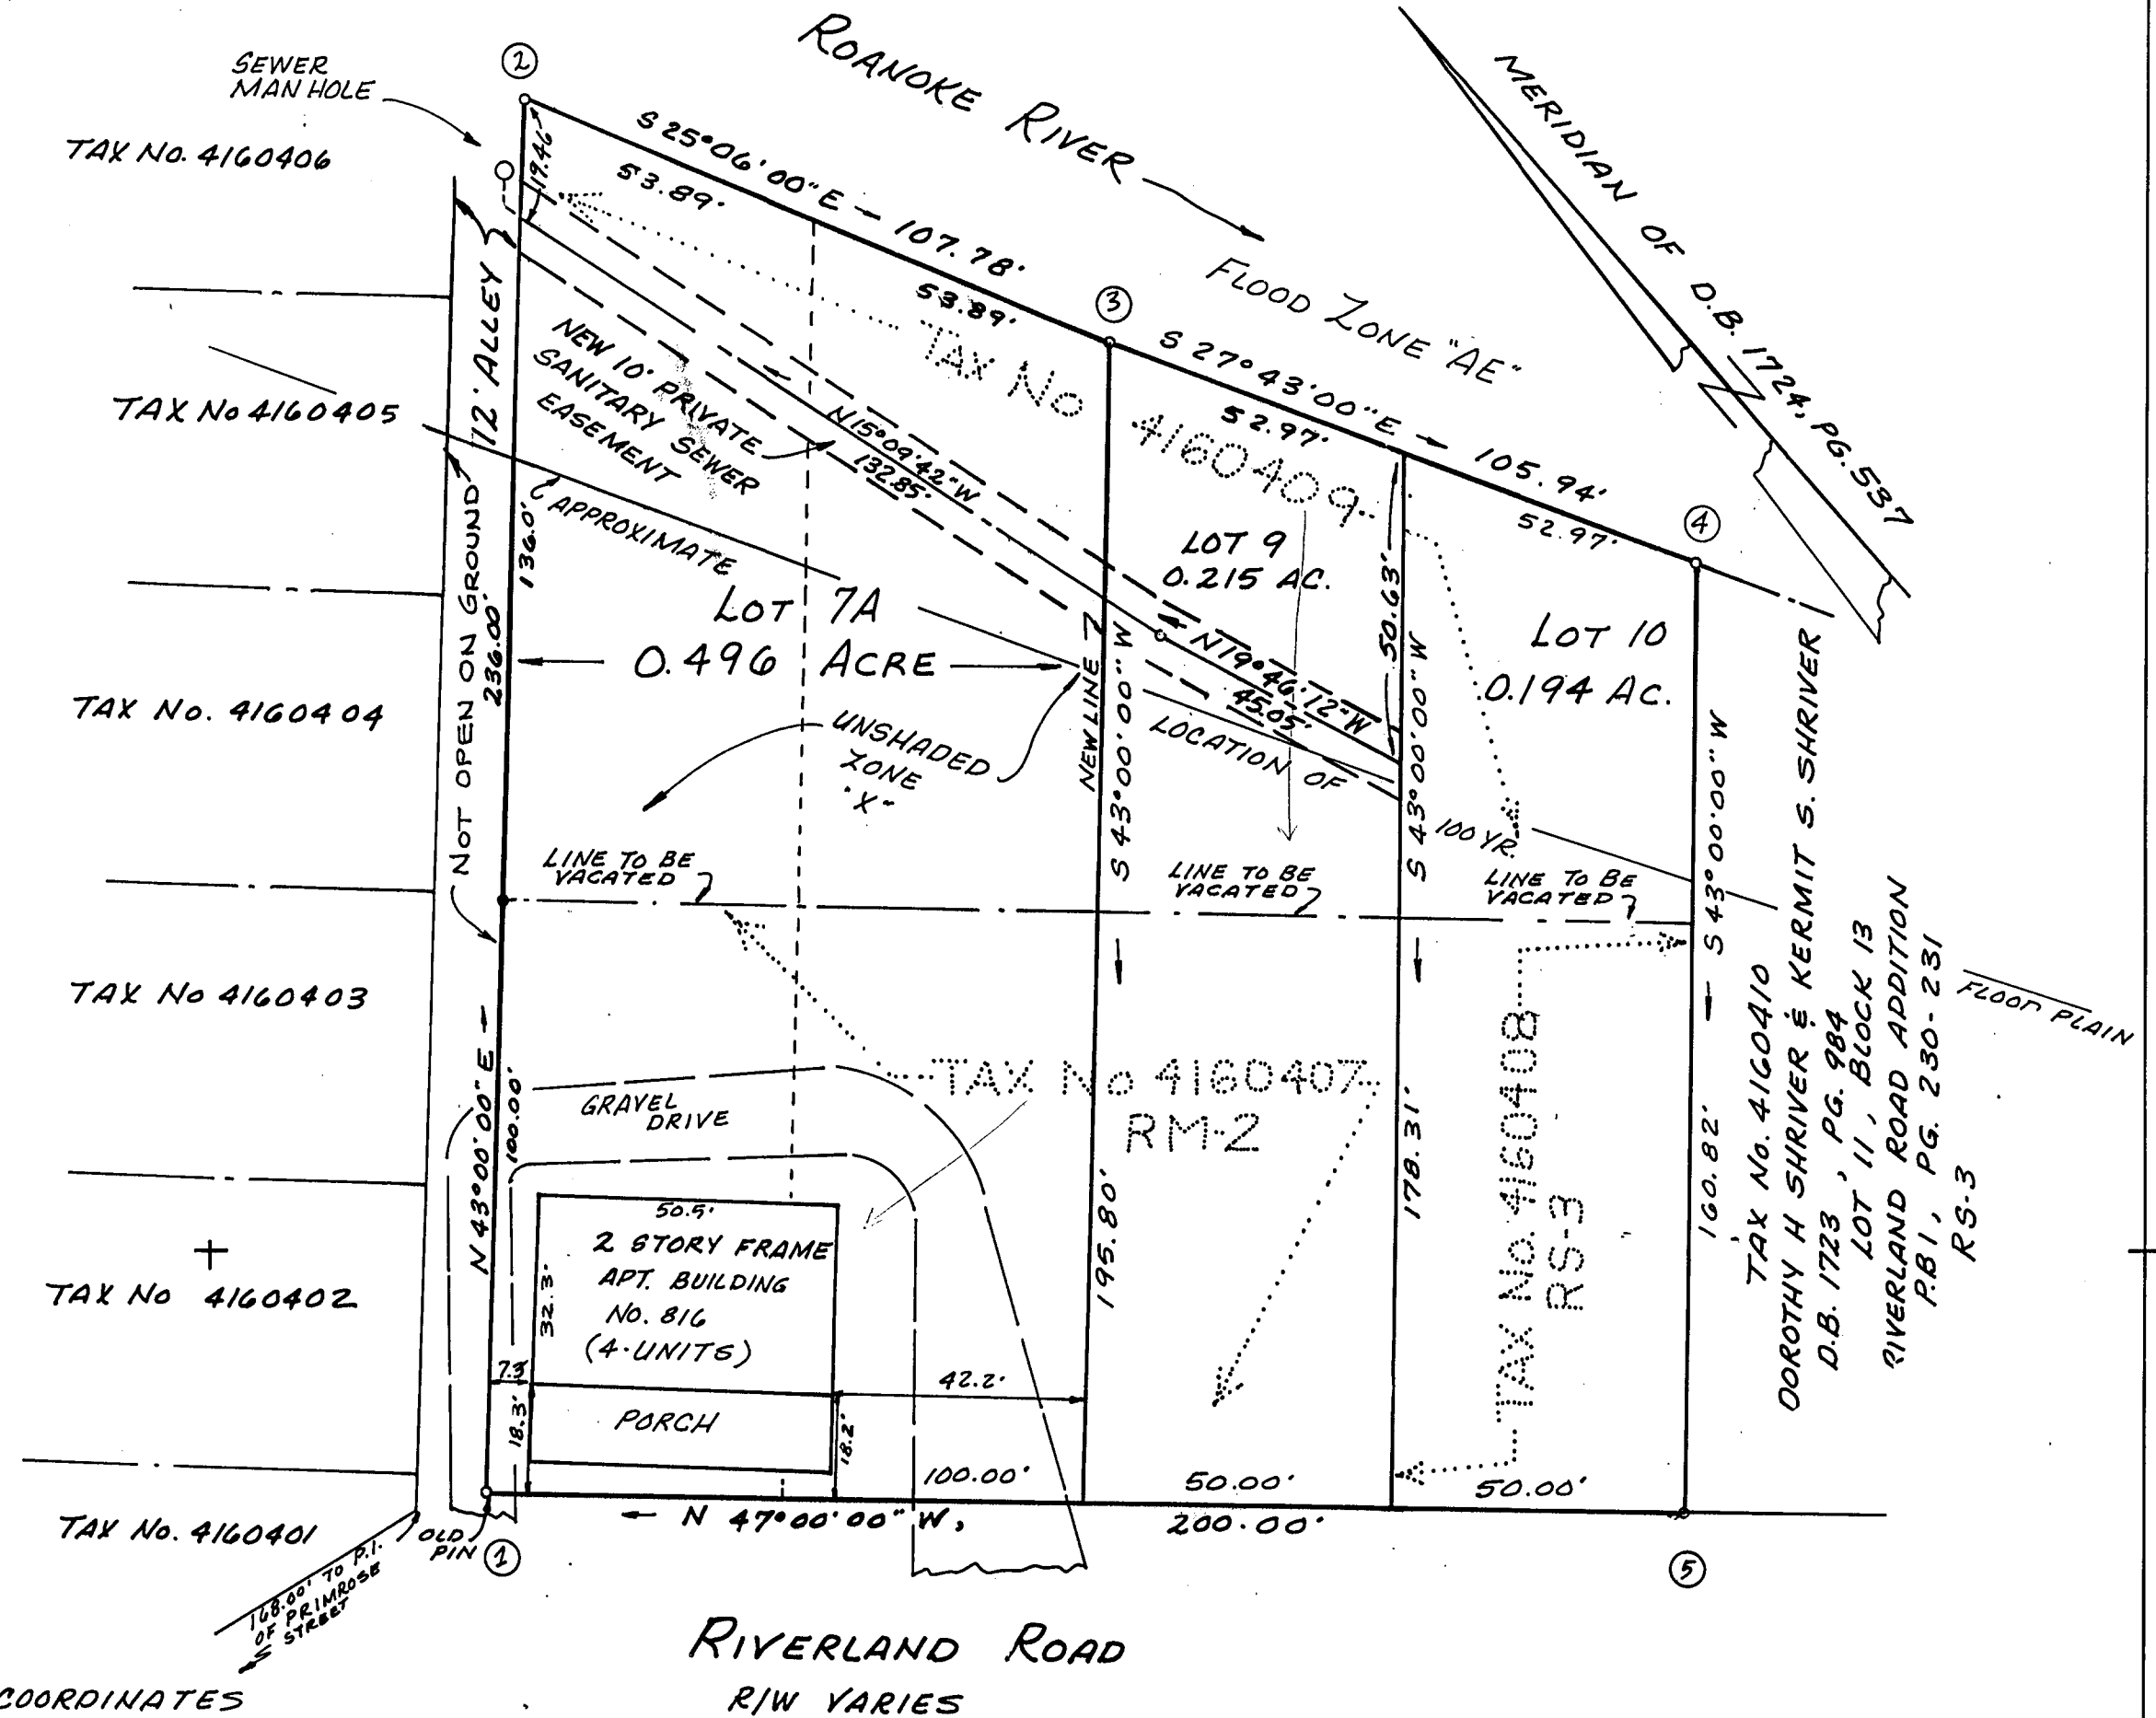 ROANOKE RIVER
SEWER
MAN HOLE
2
TAX NO. 4160406
19.46'
S 25°06'00" E - 107.78'
53.89'
53.89'
MERIDIAN OF D.B. 1724, PG. 537
N
FLOOD ZONE "AE"
3
S 27°43'00" E - 105.94'
52.97'
52.97'
4
12' ALLEY
NOT OPEN ON GROUND
NEW 10' PRIVATE
SANITARY SEWER
EASEMENT
N15°09'42"W
132.85'
TAX No 4160409
TAX No 4160405
136.0'
236.00'
APPROXIMATE
LOT 7A
0.496 ACRE
LOT 9
0.215 AC.
50.63'
LOT 10
0.194 AC.
N19°46'12"W
45.05'
LOCATION OF
100 YR.
FLOOD PLAIN
TAX No. 4160404
UNSHADED
ZONE
"X"
NEW LINE
S 43°00'00" W
S 43°00'00" W
S 43°00'00" W
LINE TO BE
VACATED
LINE TO BE
VACATED
LINE TO BE
VACATED
TAX No 4160403
N 43°00'00" E -
100.00'
GRAVEL
DRIVE
TAX No 4160407
RM-2
195.80'
178.31'
TAX No. 4160408
RS-3
160.82'
TAX No. 4160410
DOROTHY H SHRIVER & KERMIT S. SHRIVER
D.B. 1723, PG. 984
LOT 11, BLOCK 13
RIVERLAND ROAD ADDITION
P.B 1, PG. 230-231
RS-3
TAX No 4160402
50.5'
2 STORY FRAME
APT. BUILDING
No. 816
(4-UNITS)
32.3'
7.3'
42.2'
18.3'
PORCH
18.2'
100.00'
50.00'
50.00'
N 47°00'00" W,
200.00'
TAX No. 4160401
OLD
PIN
1
5
168.00' TO P.I.
OF PRIMROSE
STREET
RIVERLAND ROAD
R/W VARIES
COORDINATES